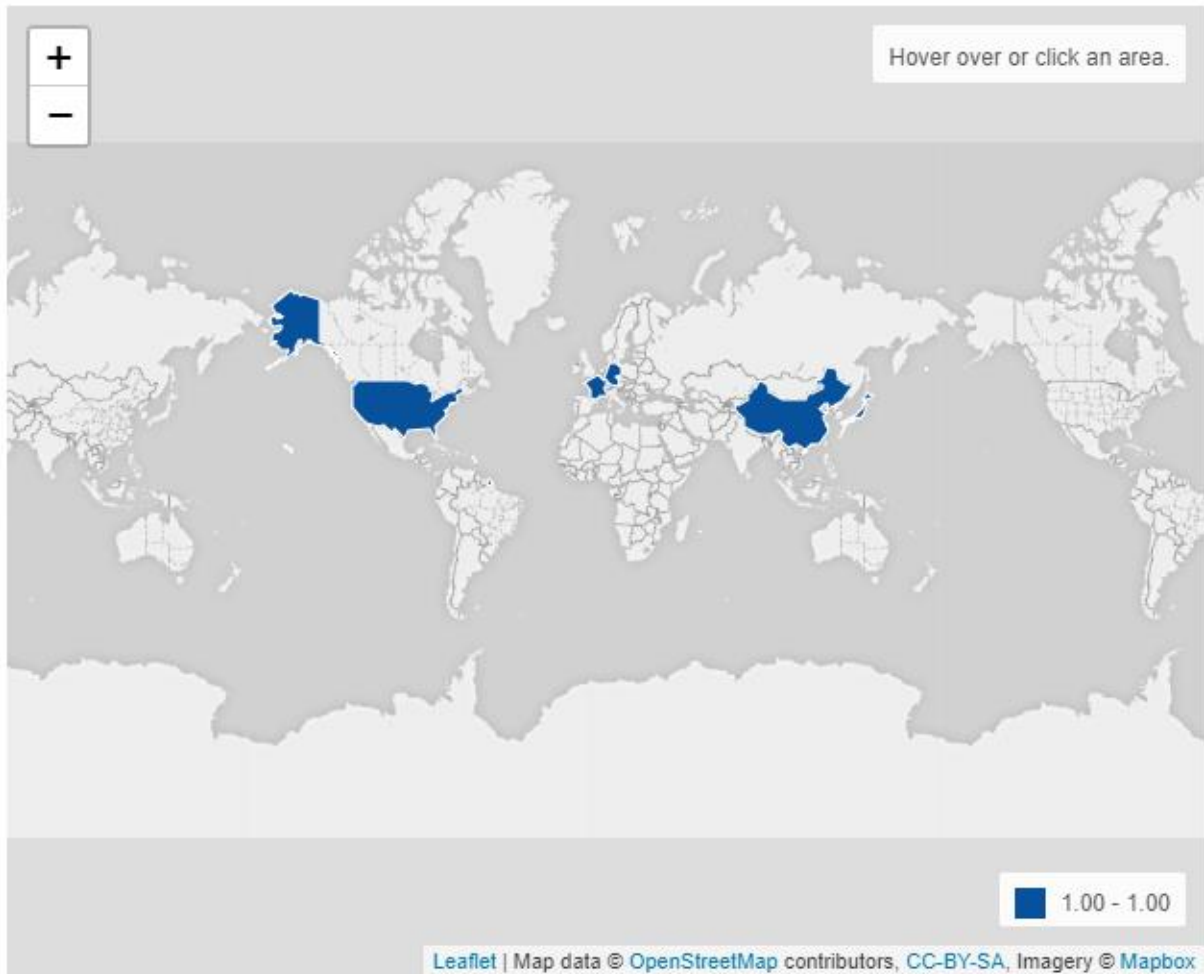 +
Hover over or click an area.
−
1.00 - 1.00
Leaflet | Map data © OpenStreetMap contributors, CC-BY-SA, Imagery © Mapbox